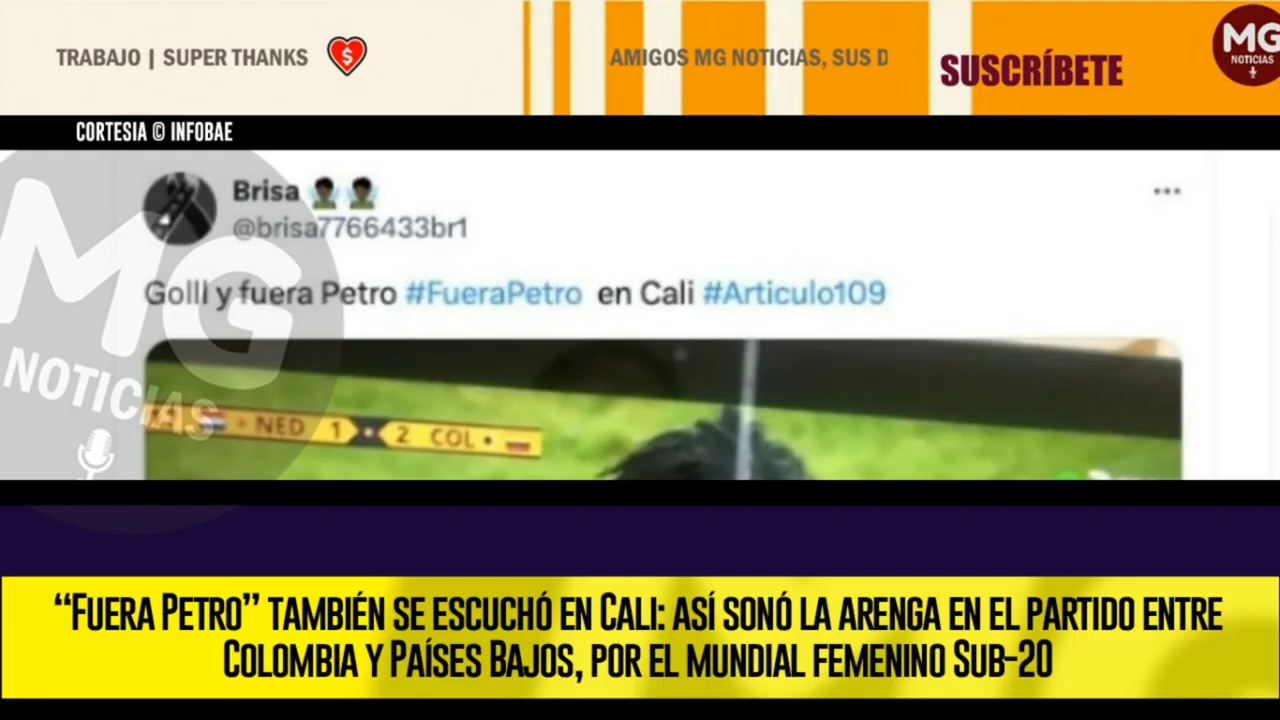 TRABAJO | SUPER THANKS
AMIGOS MG NOTICIAS, SUS D
SUSCRÍBETE
MG
NOTICIAS
CORTESIA © INFOBAE
Brisa
@brisa7766433br1
Golll y fuera Petro #FueraPetro en Cali #Articulo109
MG
NOTICIAS
NED 1 2 COL
“FUERA PETRO” TAMBIÉN SE ESCUCHÓ EN CALI: ASÍ SONÓ LA ARENGA EN EL PARTIDO ENTRE
COLOMBIA Y PAÍSES BAJOS, POR EL MUNDIAL FEMENINO SUB-20